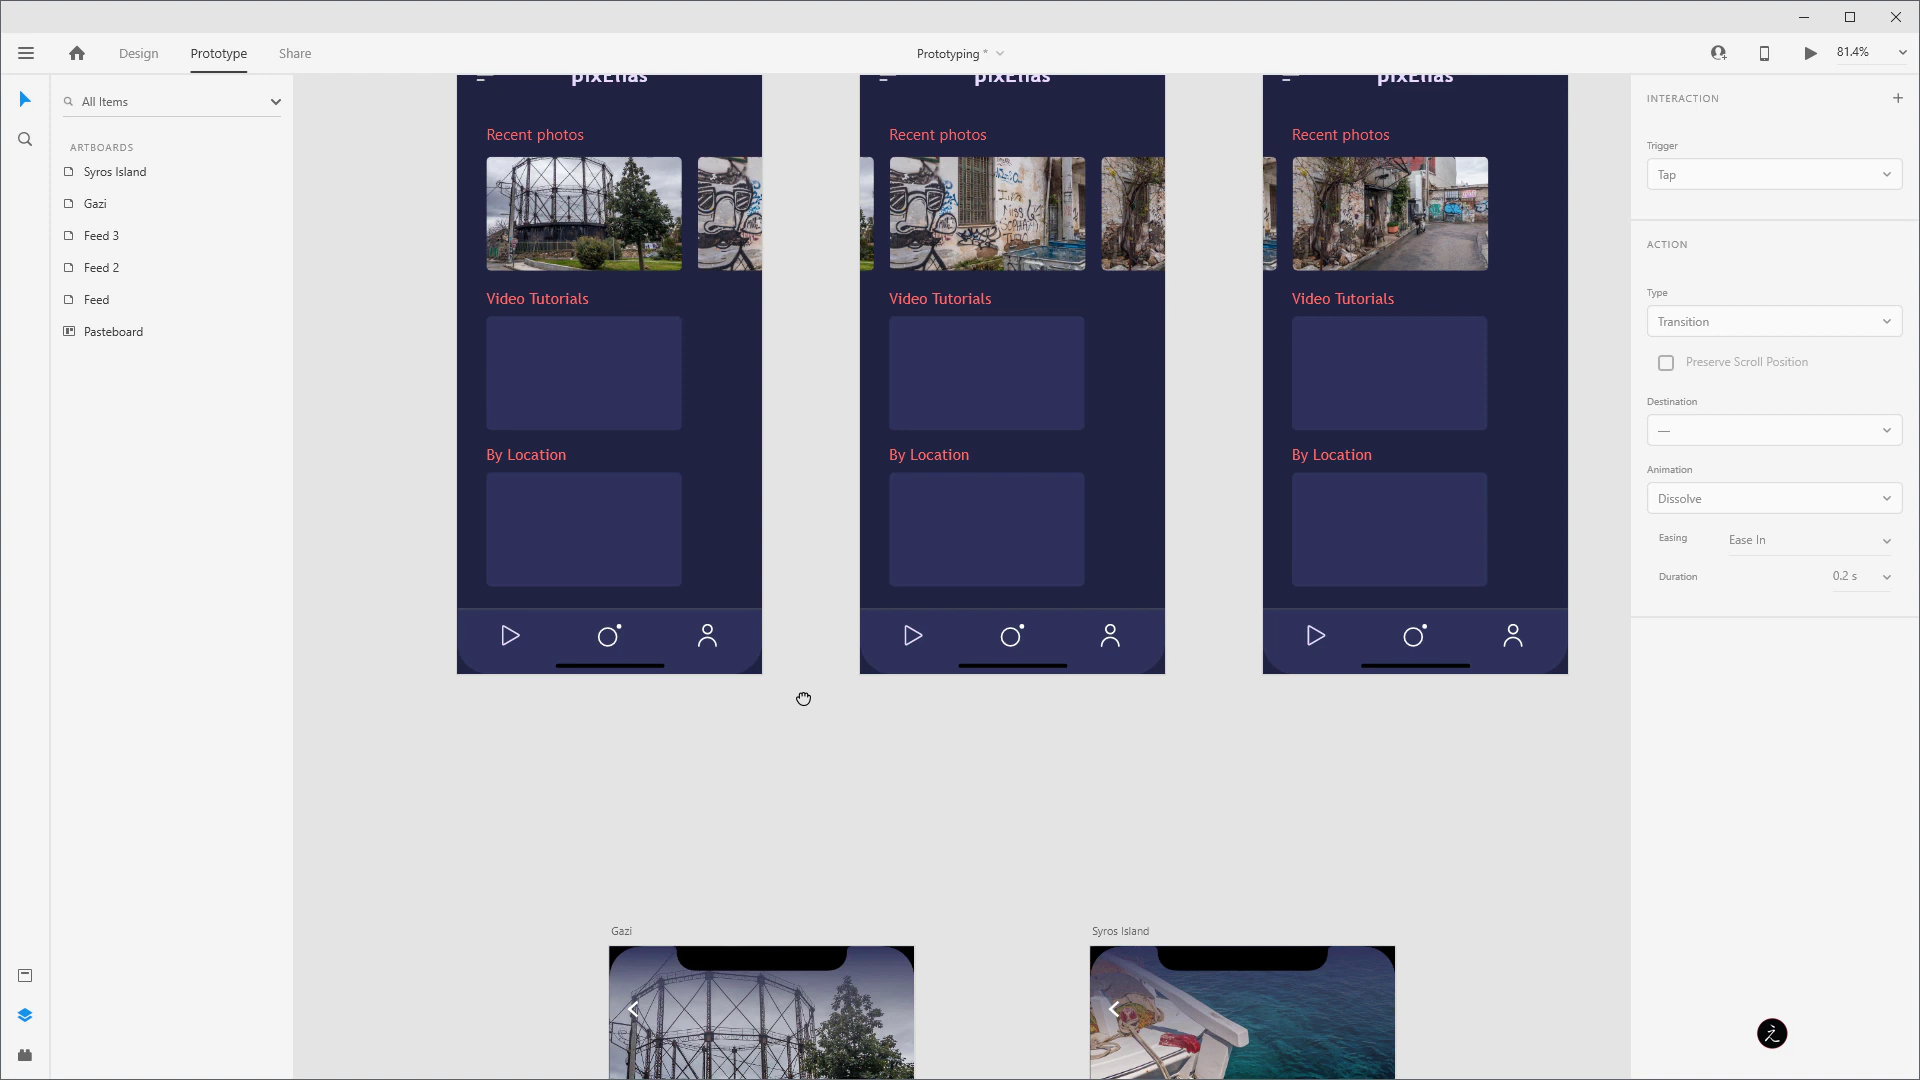 Design
Prototype
Share
Prototyping *
81.4%
All Items
ARTBOARDS
Syros Island
Gazi
Feed 3
Feed 2
Feed
Pasteboard
pixElias
pixElias
pixElias
Recent photos
Recent photos
Recent photos
Video Tutorials
Video Tutorials
Video Tutorials
By Location
By Location
By Location
Gazi
Syros Island
INTERACTION
Trigger
Tap
ACTION
Type
Transition
Preserve Scroll Position
Destination
—
Animation
Dissolve
Easing
Ease In
Duration
0.2 s